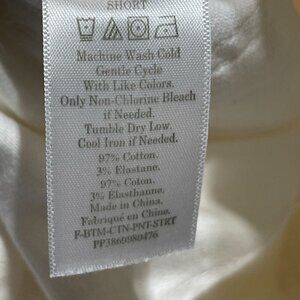 SHORT
Machine Wash Cold
Gentle Cycle
With Like Colors.
Only Non-Chlorine Bleach
if Needed.
Tumble Dry Low.
Cool Iron if Needed.
97% Cotton.
3% Elastane.
97% Coton.
3% Élasthanne.
Made in China.
Fabriqué en China.
F-BTM-CTN-PNT-STRT
PP3869980476